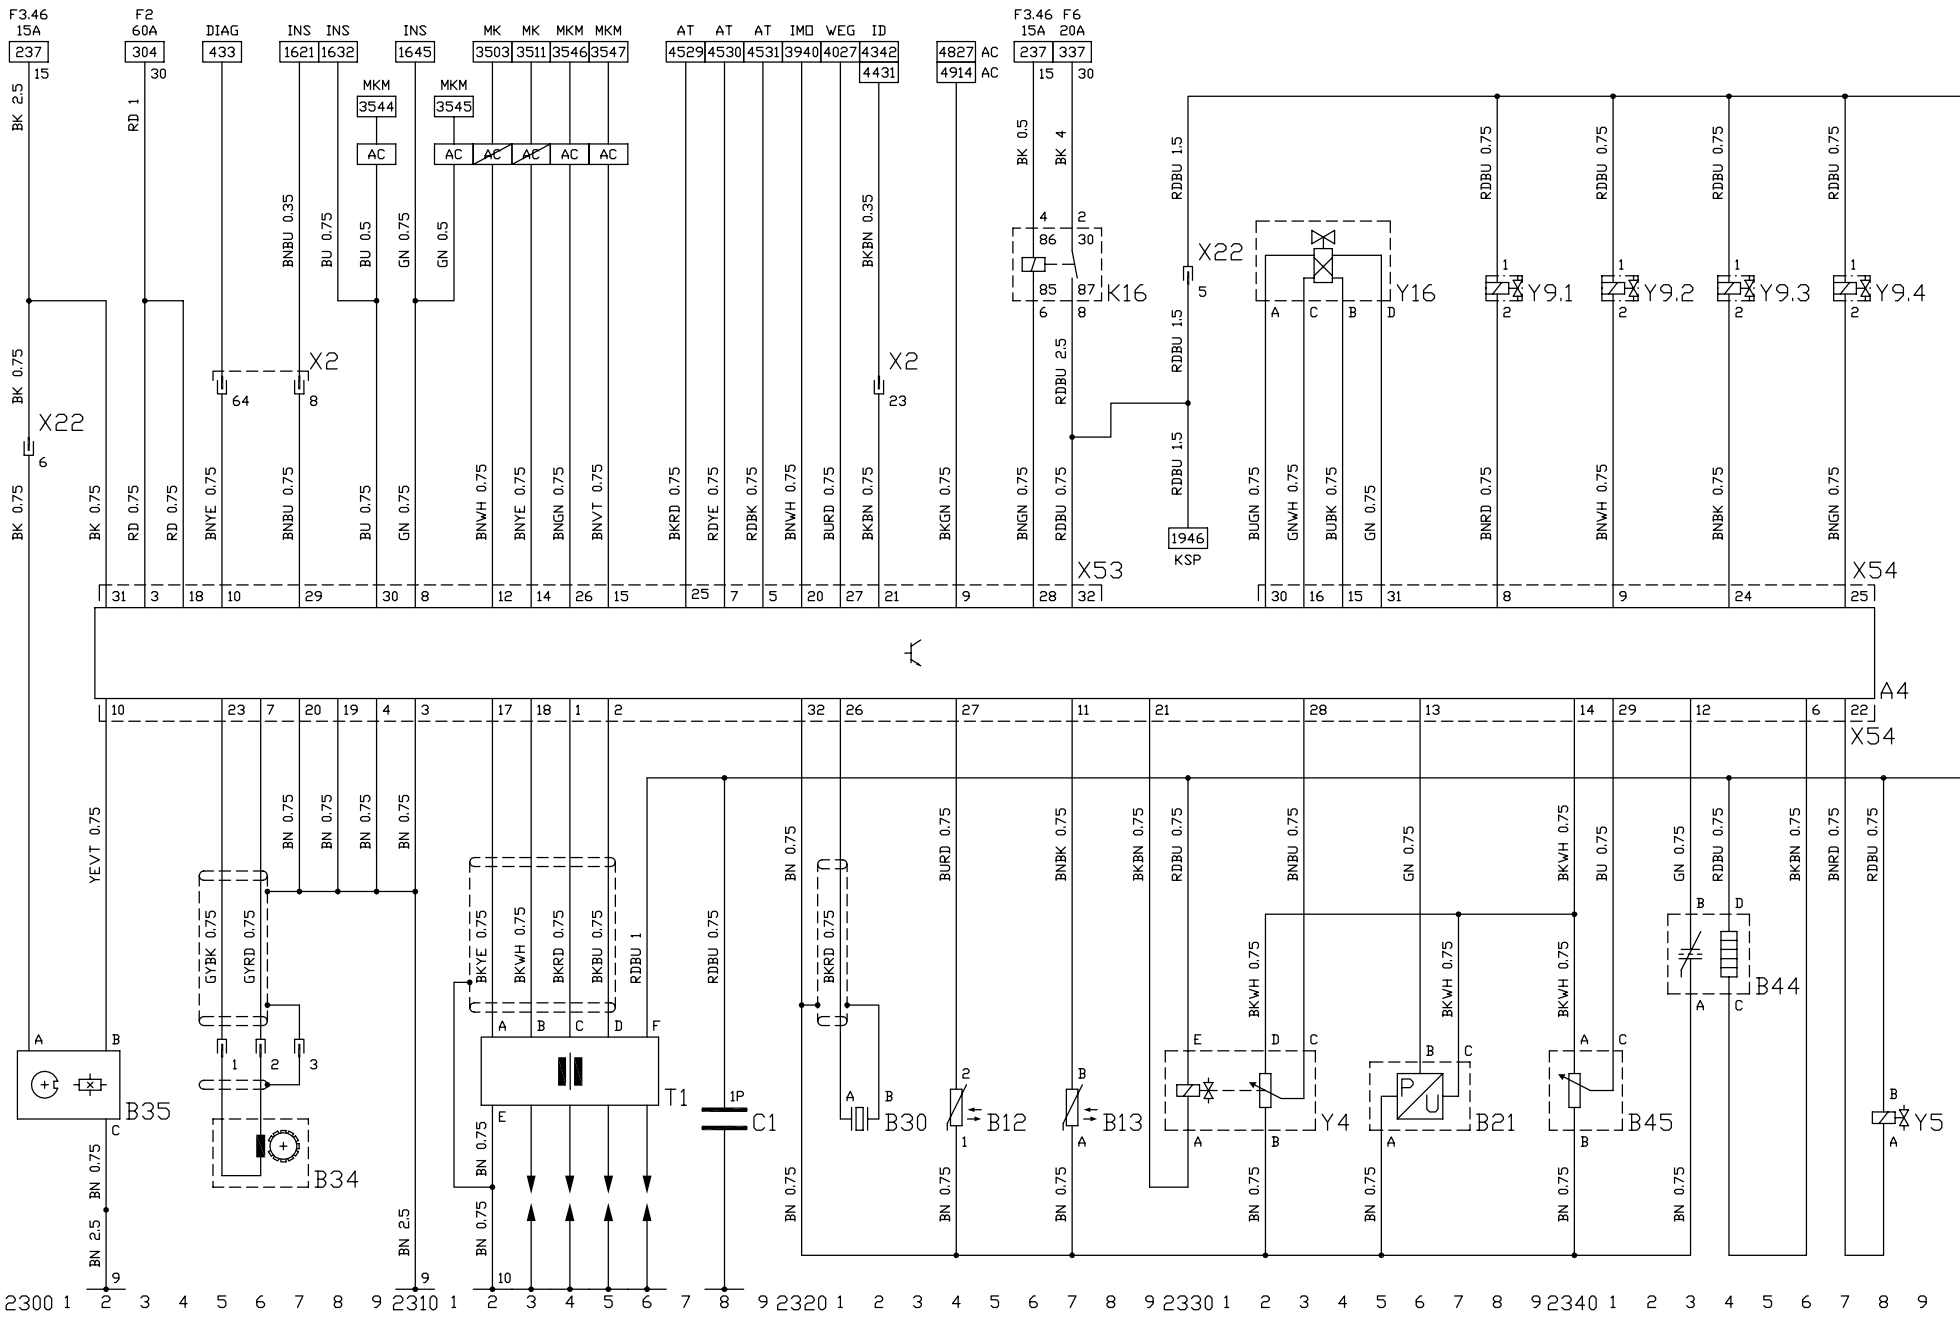 F3.46 F2 F3.46 F6
15A 60A DIAG INS INS INS MK MK MKM MKM AT AT AT IMO WEG ID 15A 20A
237 304 433 1621 1632 1645 3503 3511 3546 3547 4529 4530 4531 3940 4027 4342 4827 AC 237 337
15 30 4431 4914 AC 15 30
MKM MKM
3544 3545
BK 2.5 RD 1 BK 0.5 BK 4 RDBU 1.5 RDBU 0.75 RDBU 0.75 RDBU 0.75 RDBU 0.75
AC AC AC AC AC AC
BNBU 0.35 BU 0.75 BU 0.5 GN 0.75 GN 0.5 BKBN 0.35
4 2
86 30
X22
5
85 87 K16
6 8
Y16
A C B D
1 1 1 1
Y9.1 Y9.2 Y9.3 Y9.4
2 2 2 2
BK 0.75 RDBU 2.5 RDBU 1.5
X2 X2
64 8 23
X22
6
BK 0.75 BK 0.75 RD 0.75 RD 0.75 BNYE 0.75 BNBU 0.75 BU 0.75 GN 0.75 BNWH 0.75 BNYE 0.75 BNGN 0.75 BNVT 0.75 BKRD 0.75 RDYE 0.75 RDBK 0.75 BNWH 0.75 BURD 0.75 BKBN 0.75 BKGN 0.75 BNGN 0.75 RDBU 0.75 RDBU 1.5 BUGN 0.75 GNWH 0.75 BUBK 0.75 GN 0.75 BNRD 0.75 BNWH 0.75 BNBK 0.75 BNGN 0.75
1946
KSP
X53 X54
31 3 18 10 29 30 8 12 14 26 15 25 7 5 20 27 21 9 28 32 30 16 15 31 8 9 24 25
A4
10 23 7 20 19 4 3 17 18 1 2 32 26 27 11 21 28 13 14 29 12 6 22
X54
YEVT 0.75 BN 0.75 BN 0.75 BN 0.75 BN 0.75 BN 0.75 BURD 0.75 BNBK 0.75 BKBN 0.75 RDBU 0.75 BNBU 0.75 GN 0.75 BKWH 0.75 BU 0.75 GN 0.75 RDBU 0.75 BKBN 0.75 BNRD 0.75 RDBU 0.75
GYBK 0.75 GYRD 0.75 BKYE 0.75 BKWH 0.75 BKRD 0.75 BKBU 0.75 RDBU 1 RDBU 0.75 BKRD 0.75 BKWH 0.75 BKWH 0.75 BKWH 0.75
B D
B44
A C
A B A B C D F E D C B C A C
1 2 3 2 B
T1 1P A B
B35 E C1 B30 B12 B13 Y4 B21 B45 B Y5
C 1 A A B A B A
B34
BN 0.75 BN 0.75 BN 0.75 BN 0.75 BN 0.75 BN 0.75 BN 0.75 BN 0.75
BN 2.5 BN 2.5 BN 0.75
9 9 10
2300 1 2 3 4 5 6 7 8 9 2310 1 2 3 4 5 6 7 8 9 2320 1 2 3 4 5 6 7 8 9 2330 1 2 3 4 5 6 7 8 9 2340 1 2 3 4 5 6 7 8 9